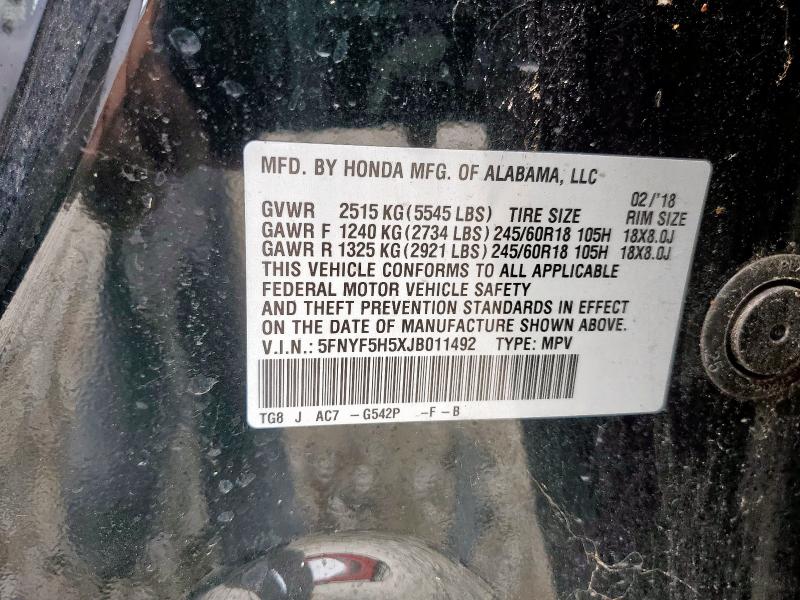 MFD. BY HONDA MFG. OF ALABAMA, LLC
02/'18
GVWR 2515 KG(5545 LBS) TIRE SIZE RIM SIZE
GAWR F 1240 KG(2734 LBS)245/60R18 105H 18X8.0J
GAWR R 1325 KG(2921 LBS)245/60R18 105H 18X8.0J
THIS VEHICLE CONFORMS TO ALL APPLICABLE
FEDERAL MOTOR VEHICLE SAFETY
AND THEFT PREVENTION STANDARDS IN EFFECT
ON THE DATE OF MANUFACTURE SHOWN ABOVE.
V.I.N.: 5FNYF5H5XJB011492 TYPE: MPV
TG8 J AC7 -G542P -F-B